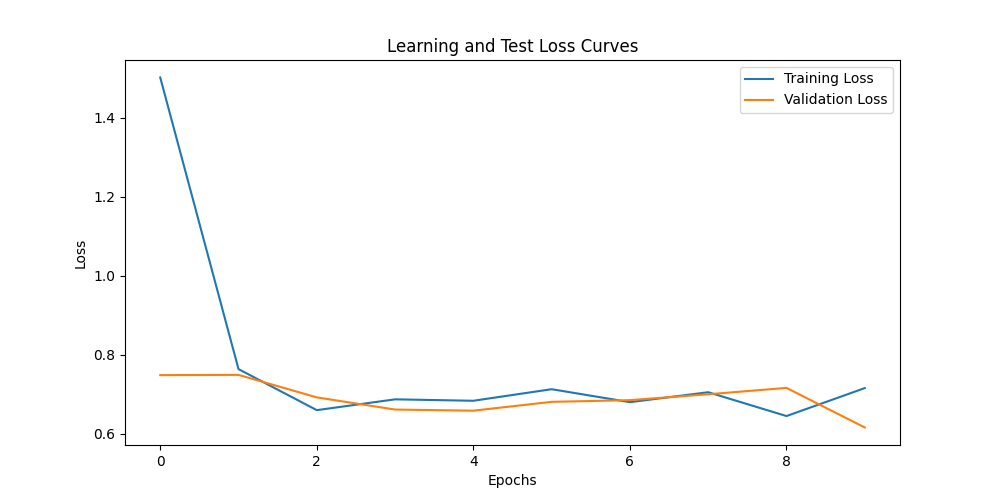 Learning and Test Loss Curves
Training Loss
Validation Loss
Loss
1.4
1.2
1.0
0.8
0.6
0 2 4 6 8
Epochs